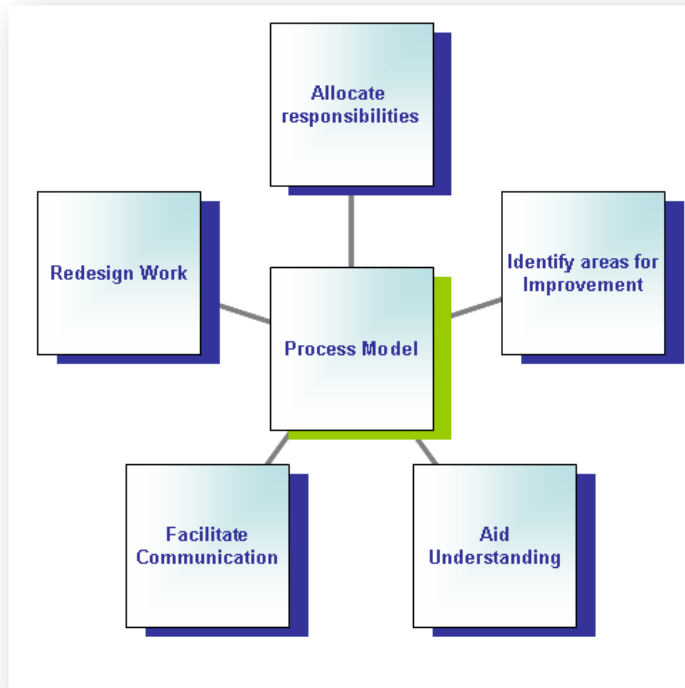 Allocate
responsibilities
Redesign Work
Identify areas for
Improvement
Process Model
Facilitate
Communication
Aid
Understanding